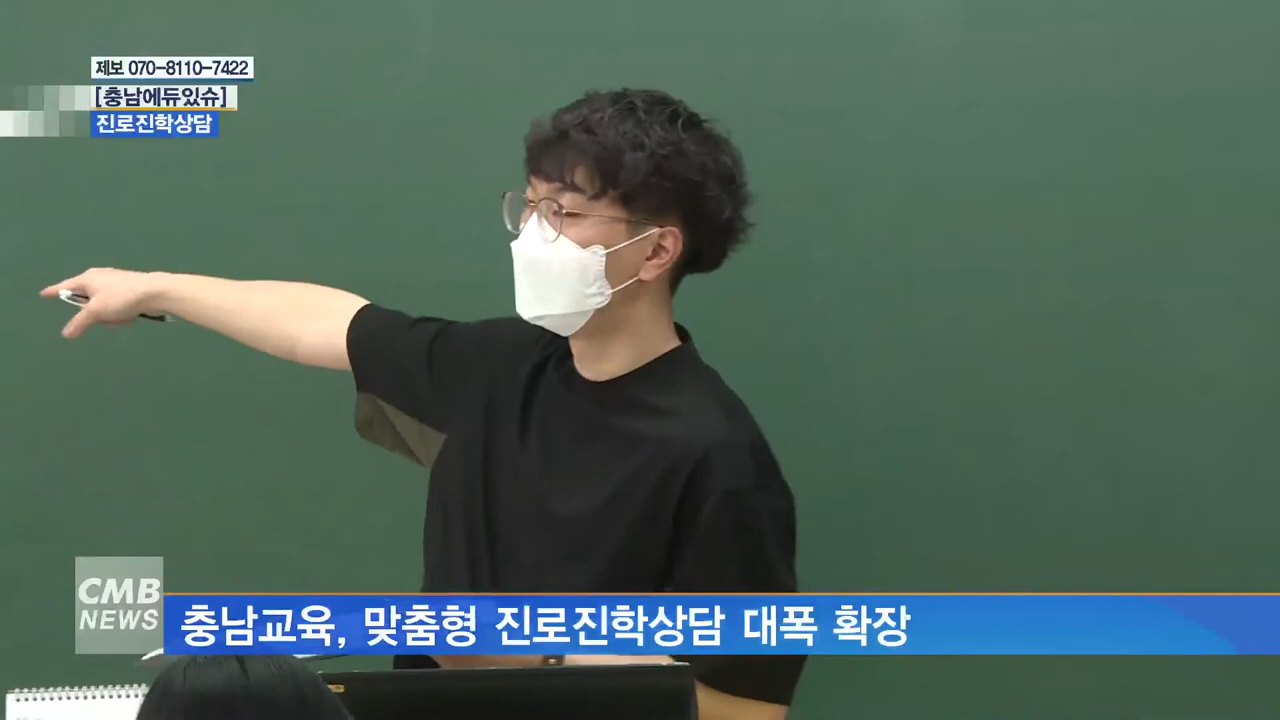 제보 070-8110-7422
[충남에듀있슈]
진로진학상담
CMB
NEWS
충남교육, 맞춤형 진로진학상담 대폭 확장